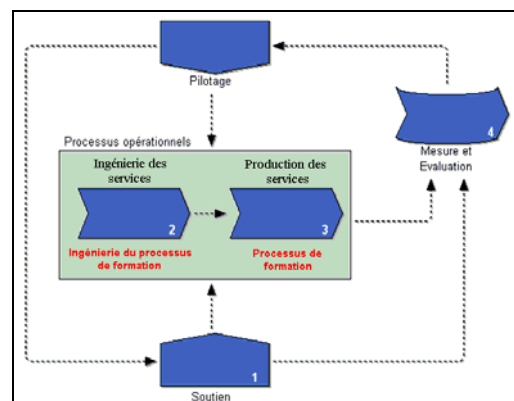 Pilotage
Processus opérationnels
Ingénierie des
services
Production des
services
2
3
Ingénierie du processus
de formation
Processus de
formation
4
Mesure et
Evaluation
1
Soutien